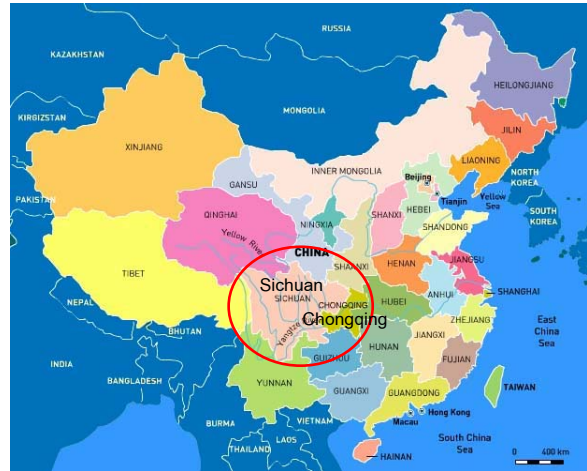 RUSSIA
KAZAKHSTAN
HEILONGJIANG
MONGOLIA
KIRGIZSTAN
JILIN
XINJIANG
LIAONING
INNER MONGOLIA
NORTH
KOREA
Beijing
GANSU
Tianjin
Yellow
Sea
HEBEI
PAKISTAN
SHANXI
SOUTH
KOREA
QINGHAI
NINGXIA
SHANDONG
Yellow River
CHINA
SHAANXI
HENAN
JIANGSU
TIBET
Sichuan
SICHUAN
CHONGQING
HUBEI
ANHUI
SHANGHAI
NEPAL
Chongqing
Yangtze River
ZHEJIANG
East
China
Sea
BHUTAN
GUIZHOU
HUNAN
JIANGXI
INDIA
FUJIAN
BANGLADESH
YUNNAN
GUANGXI
GUANGDONG
TAIWAN
Hong Kong
Macau
BURMA
LAOS
THAILAND
VIETNAM
South China
Sea
HAINAN
0
400 km